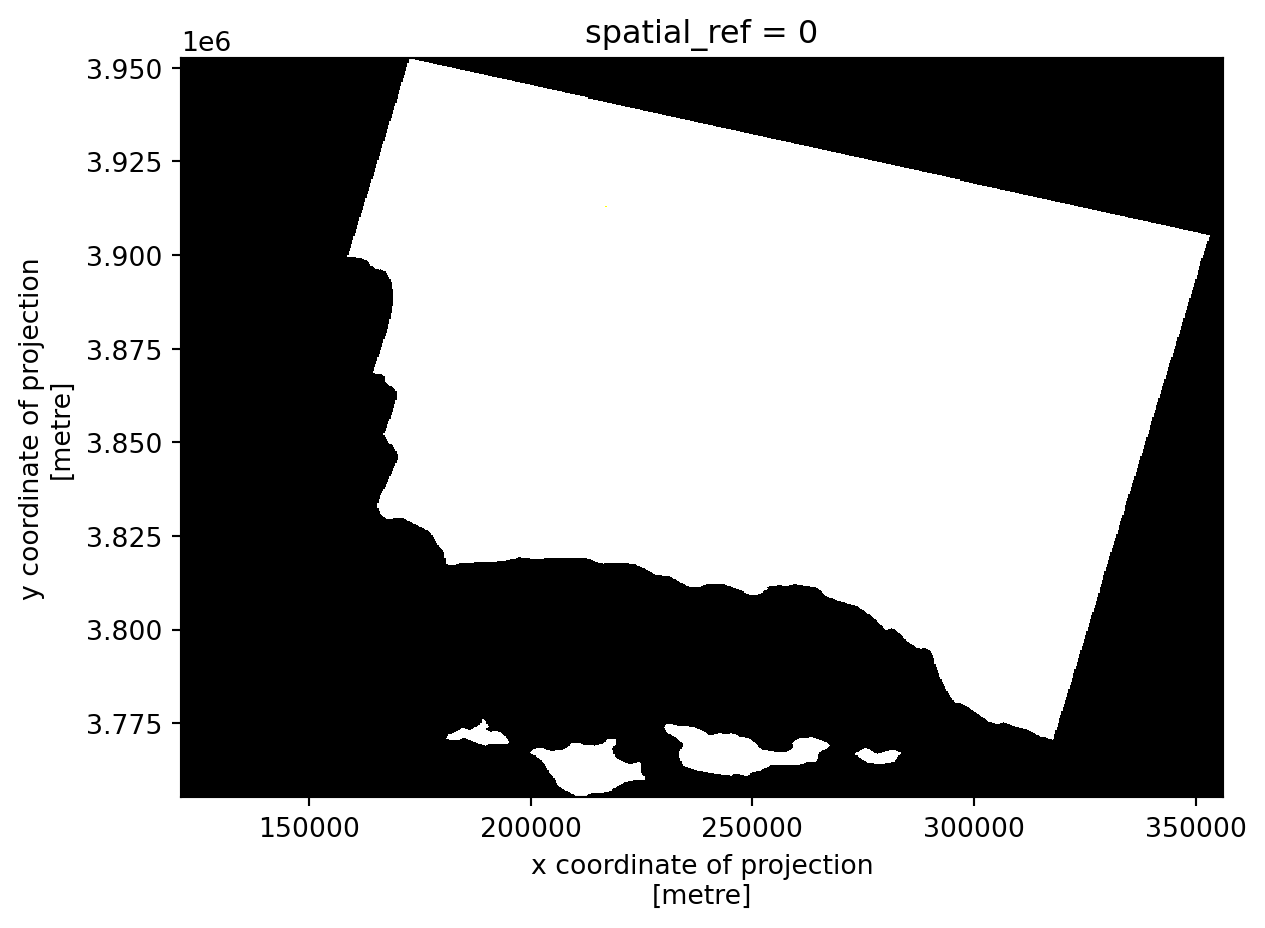 spatial_ref = 0
1e6
3.950
3.925
3.900
3.875
3.850
3.825
3.800
3.775
y coordinate of projection
[metre]
150000 200000 250000 300000 350000
x coordinate of projection
[metre]